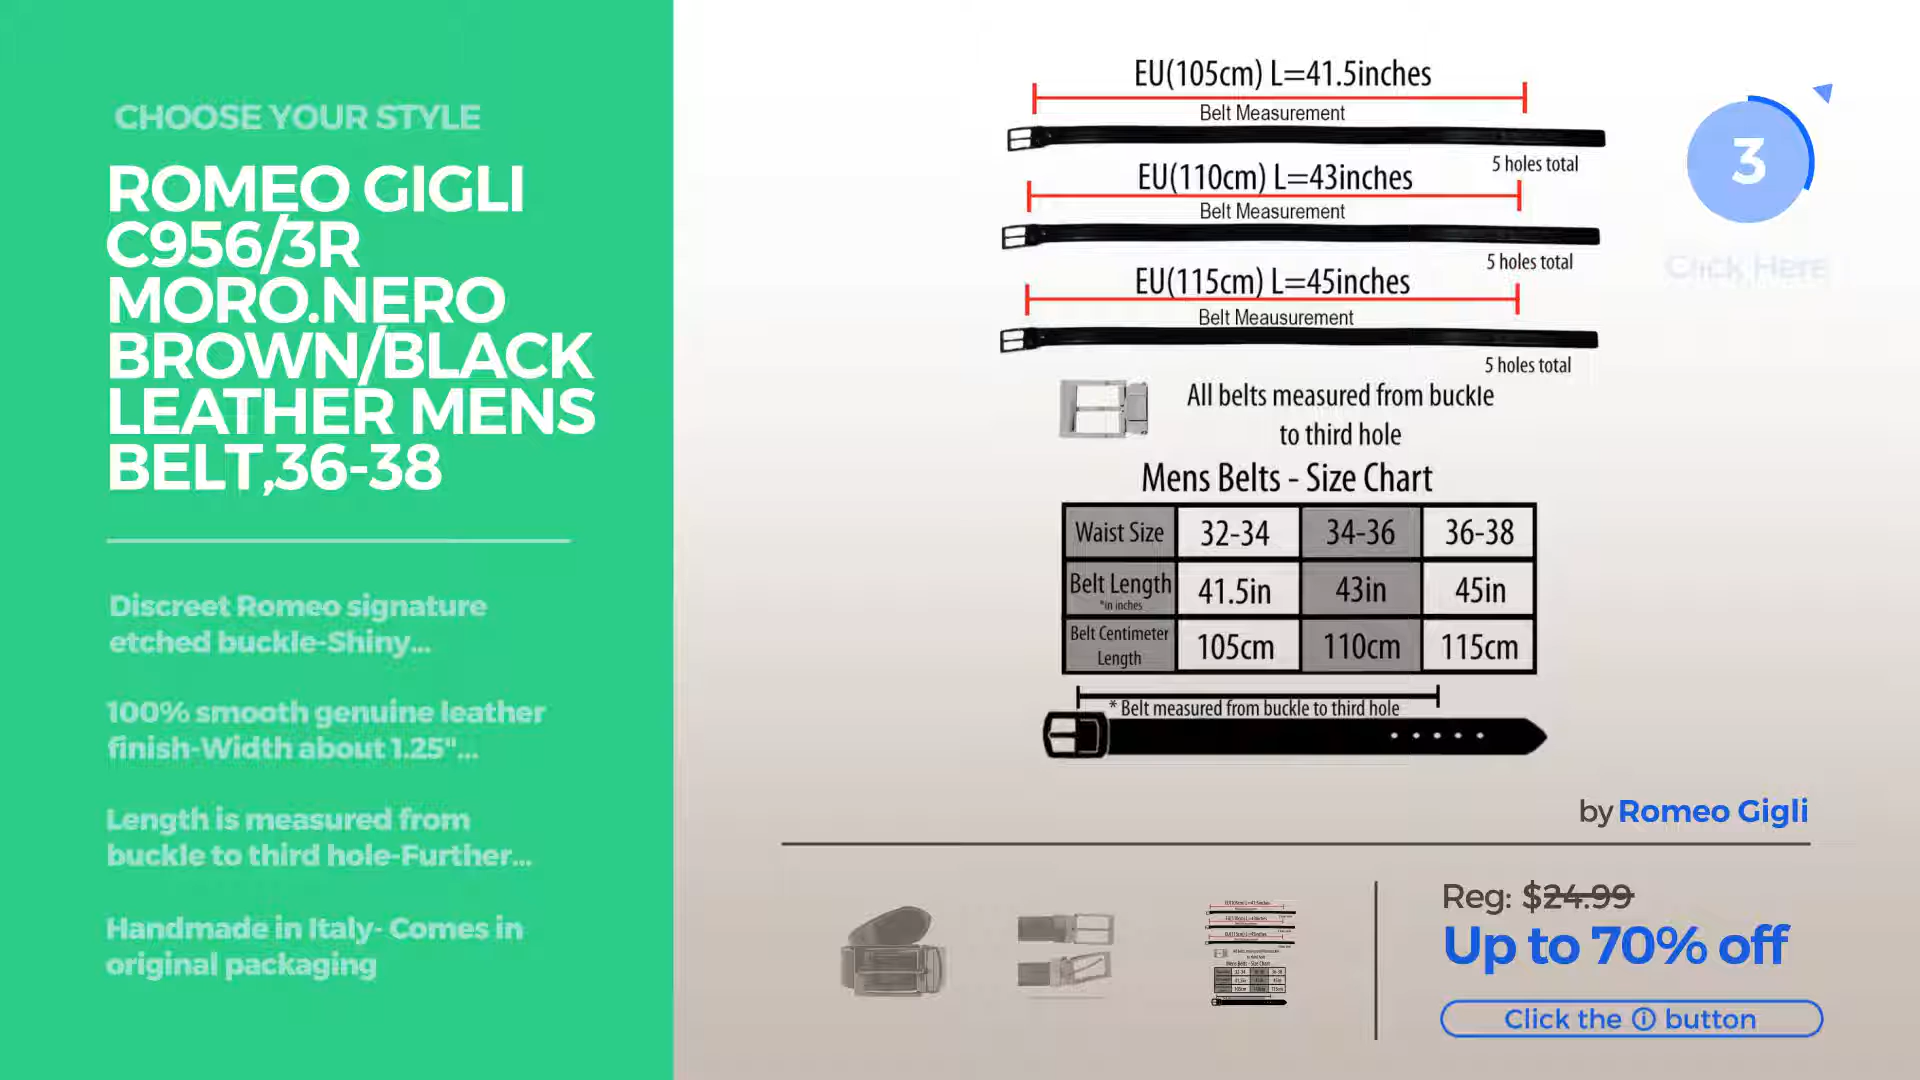 CHOOSE YOUR STYLE
ROMEO GIGLI
C956/3R
MORO.NERO
BROWN/BLACK
LEATHER MENS
BELT,36-38
Discreet Romeo signature
etched buckle-Shiny...
100% smooth genuine leather
finish-Width about 1.25"...
Length is measured from
buckle to third hole-Further...
Handmade in Italy- Comes in
original packaging
EU(105cm) L=41.5inches
Belt Measurement
5 holes total
EU(110cm) L=43inches
Belt Measurement
5 holes total
EU(115cm) L=45inches
Belt Meausurement
5 holes total
All belts measured from buckle
to third hole
Mens Belts - Size Chart
Waist Size 32-34 34-36 36-38
Belt Length 41.5in 43in 45in
*in inches
Belt Centimeter
Length 105cm 110cm 115cm
* Belt measured from buckle to third hole
3
Click Here
by Romeo Gigli
Reg: $24.99
Up to 70% off
Click the ⓘ button